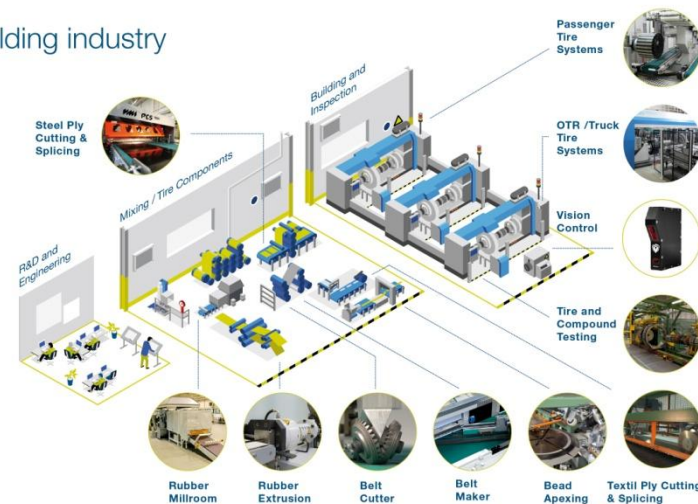 lding industry
Passenger
Tire
Systems
Steel Ply
Cutting &
Splicing
Building and
Inspection
OTR /Truck
Tire
Systems
Mixing / Tire Components
Vision
Control
R&D and
Engineering
Tire and
Compound
Testing
Rubber
Millroom
Rubber
Extrusion
Belt
Cutter
Belt
Maker
Bead
Apexing
Textil Ply Cutting
& Splicing